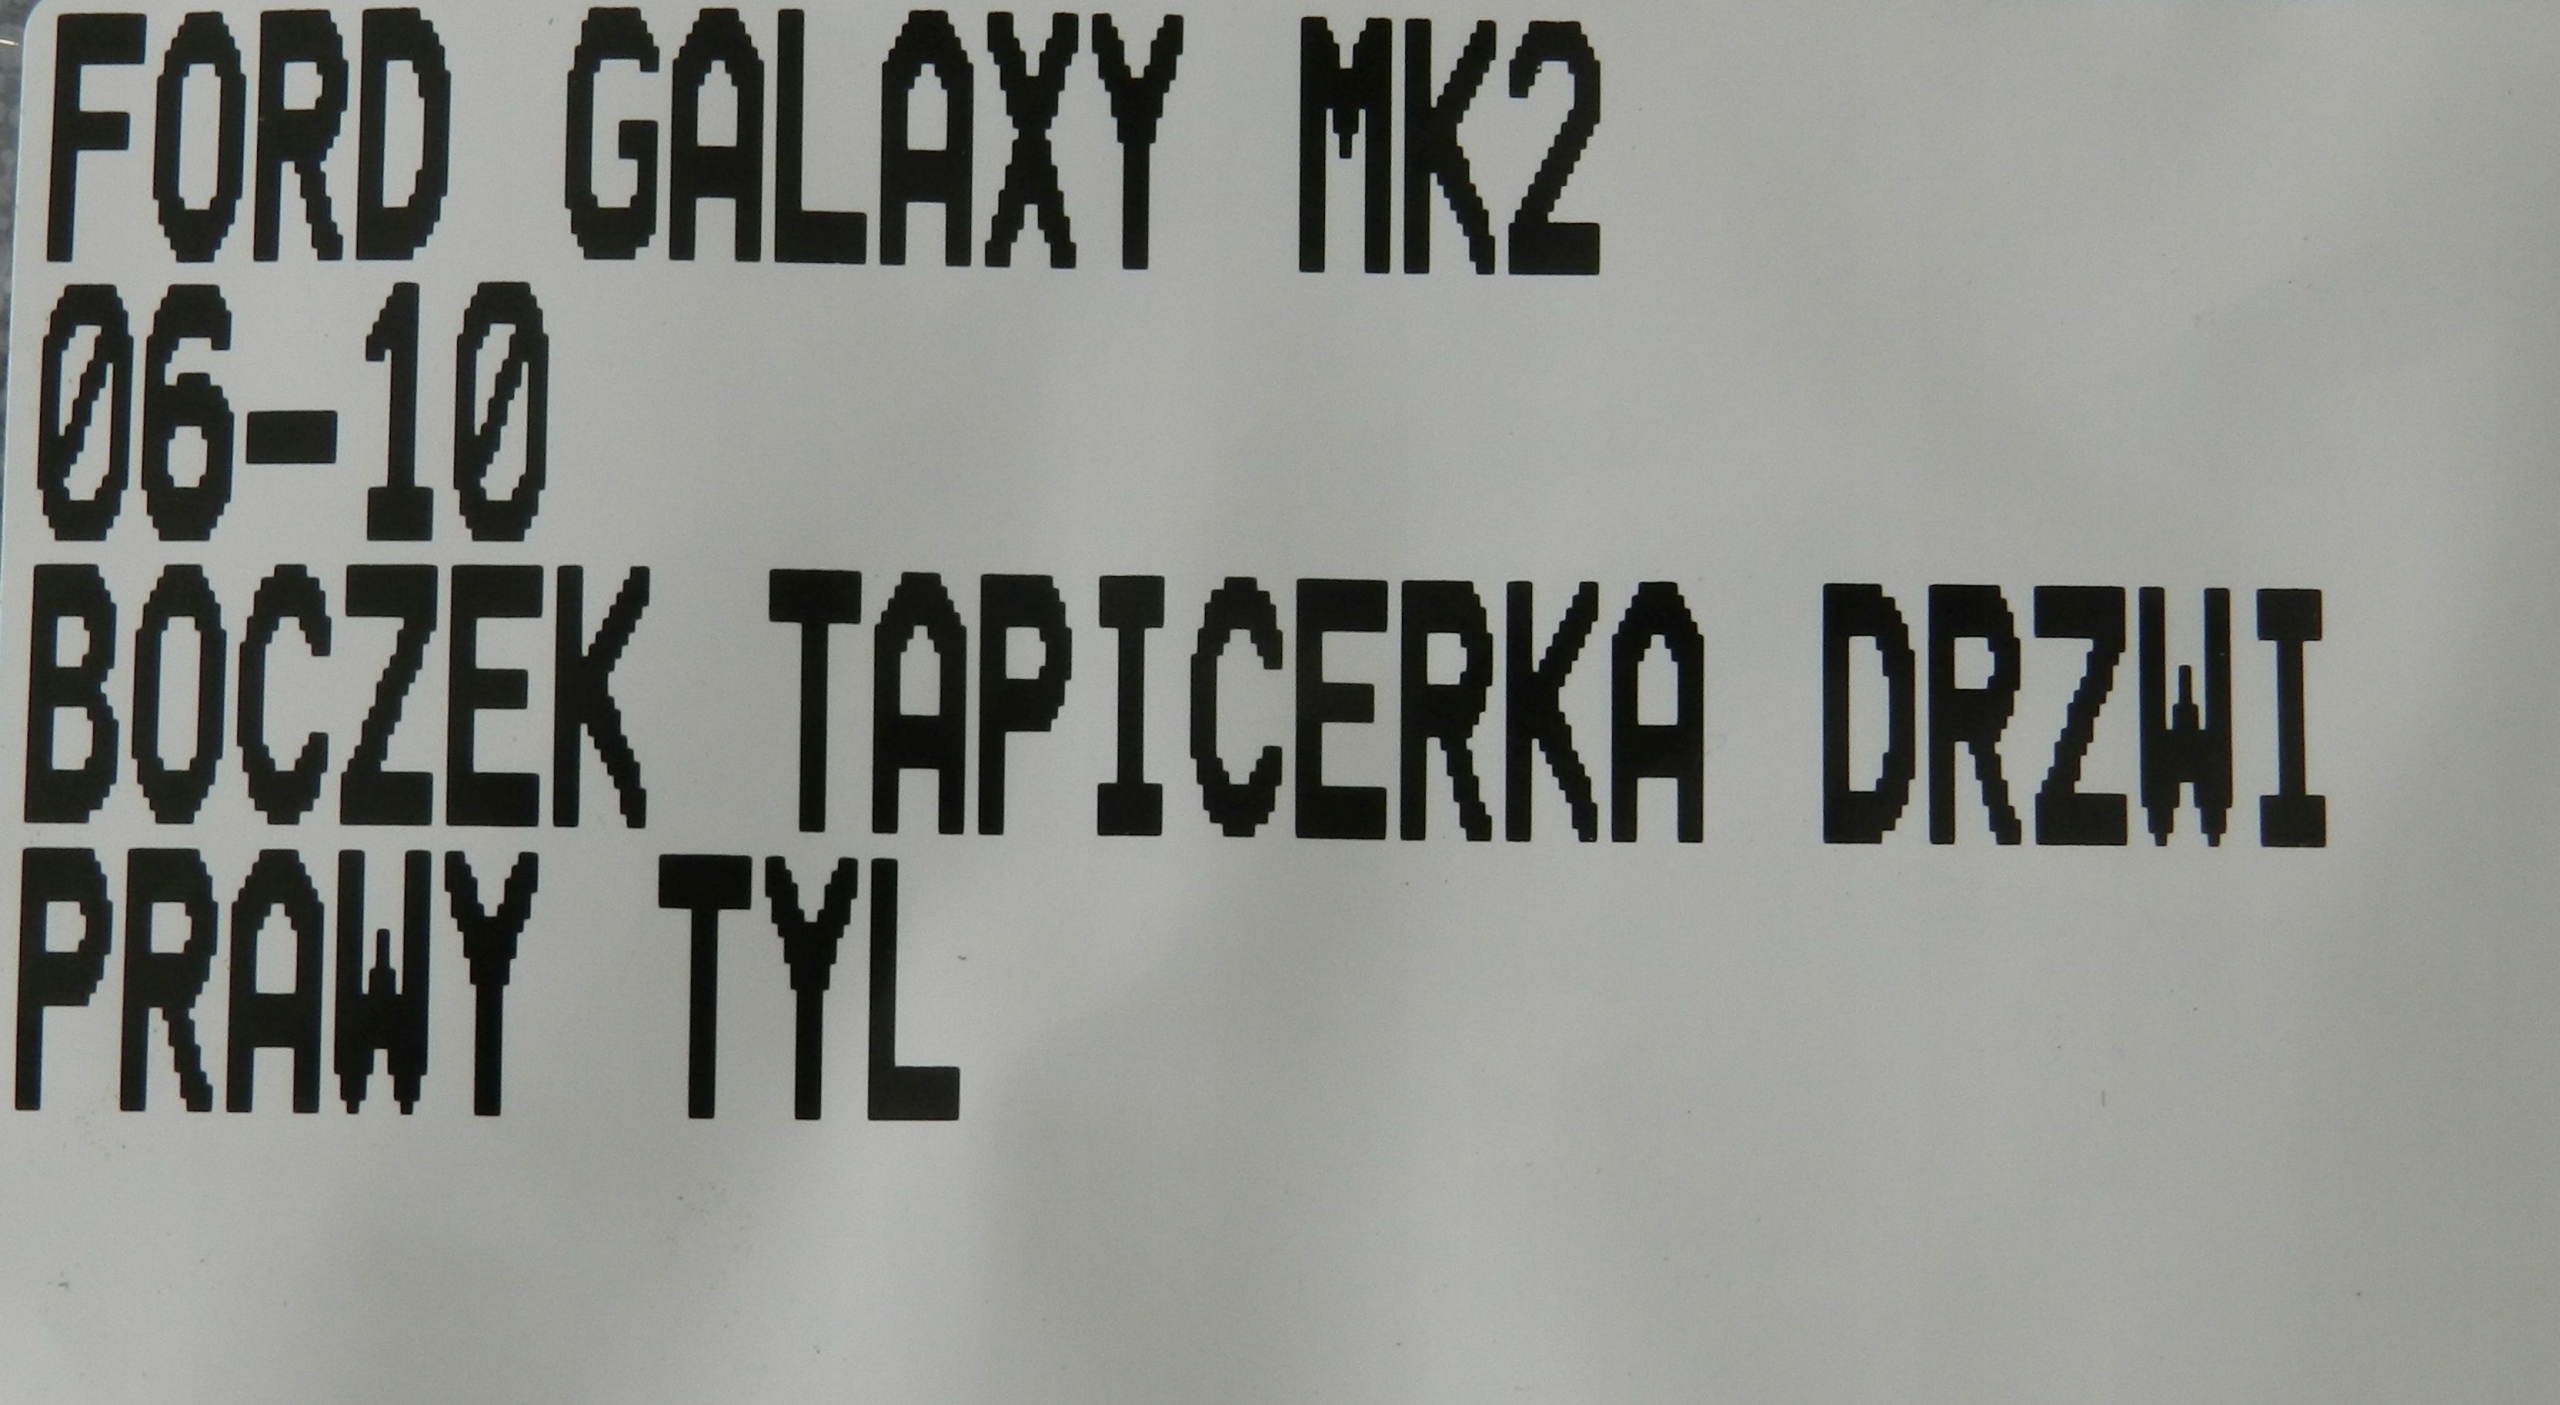 FORD GALAXY MK2
06-10
BOCZEK TAPICERKA DRZWI
PRAWY TYL